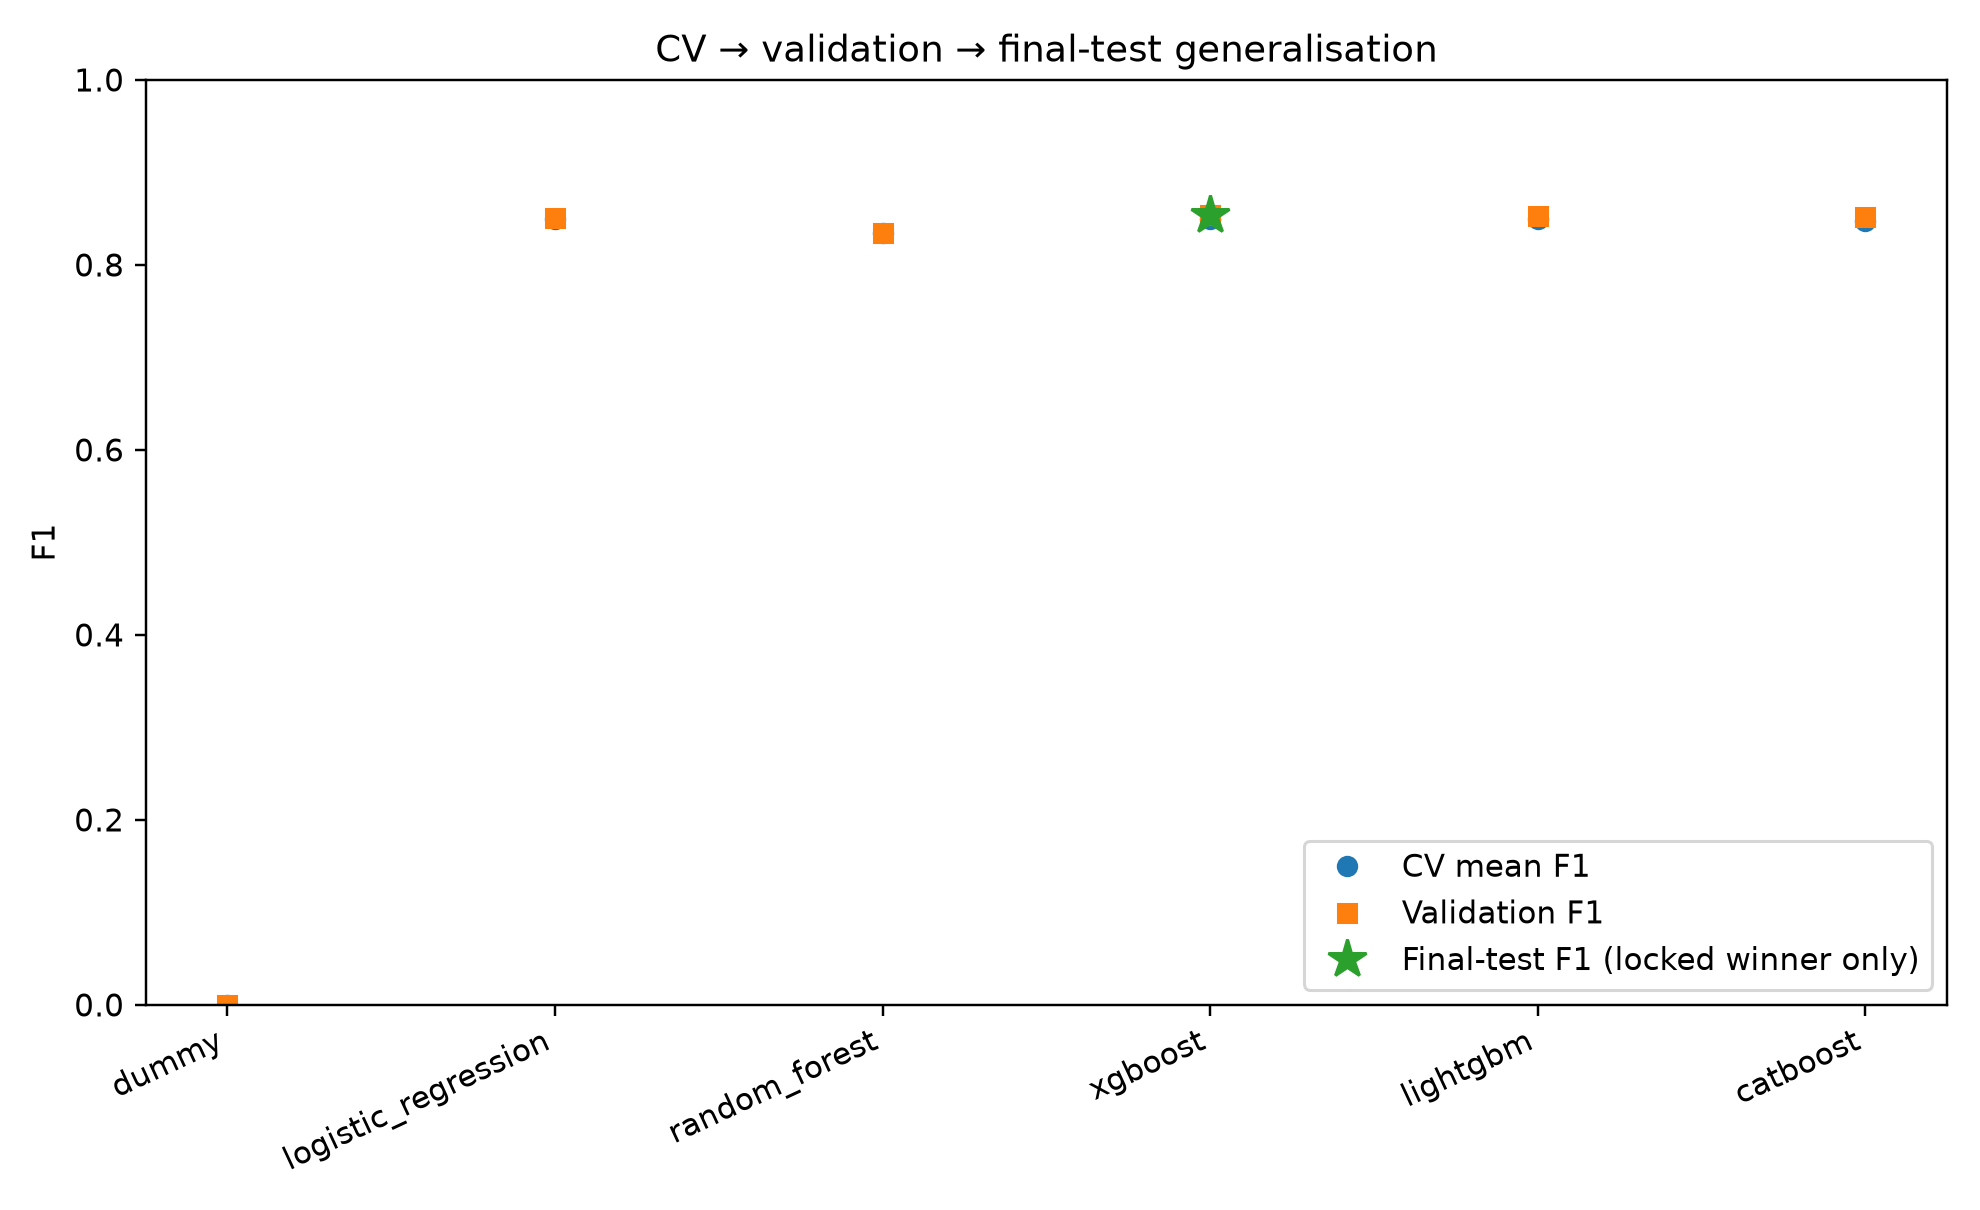 CV → validation → final-test generalisation
1.0
0.8
0.6
0.4
0.2
0.0
F1
dummy
logistic_regression
random_forest
xgboost
lightgbm
catboost
CV mean F1
Validation F1
Final-test F1 (locked winner only)